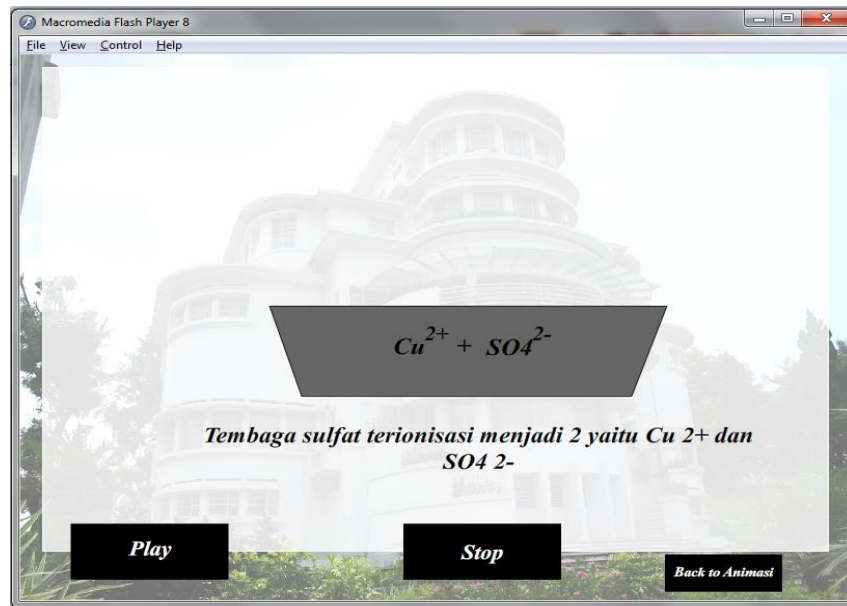 Macromedia Flash Player 8
File View Control Help
Cu2+ + SO42-
Tembaga sulfat terionisasi menjadi 2 yaitu Cu 2+ dan
SO4 2-
Play
Stop
Back to Animasi